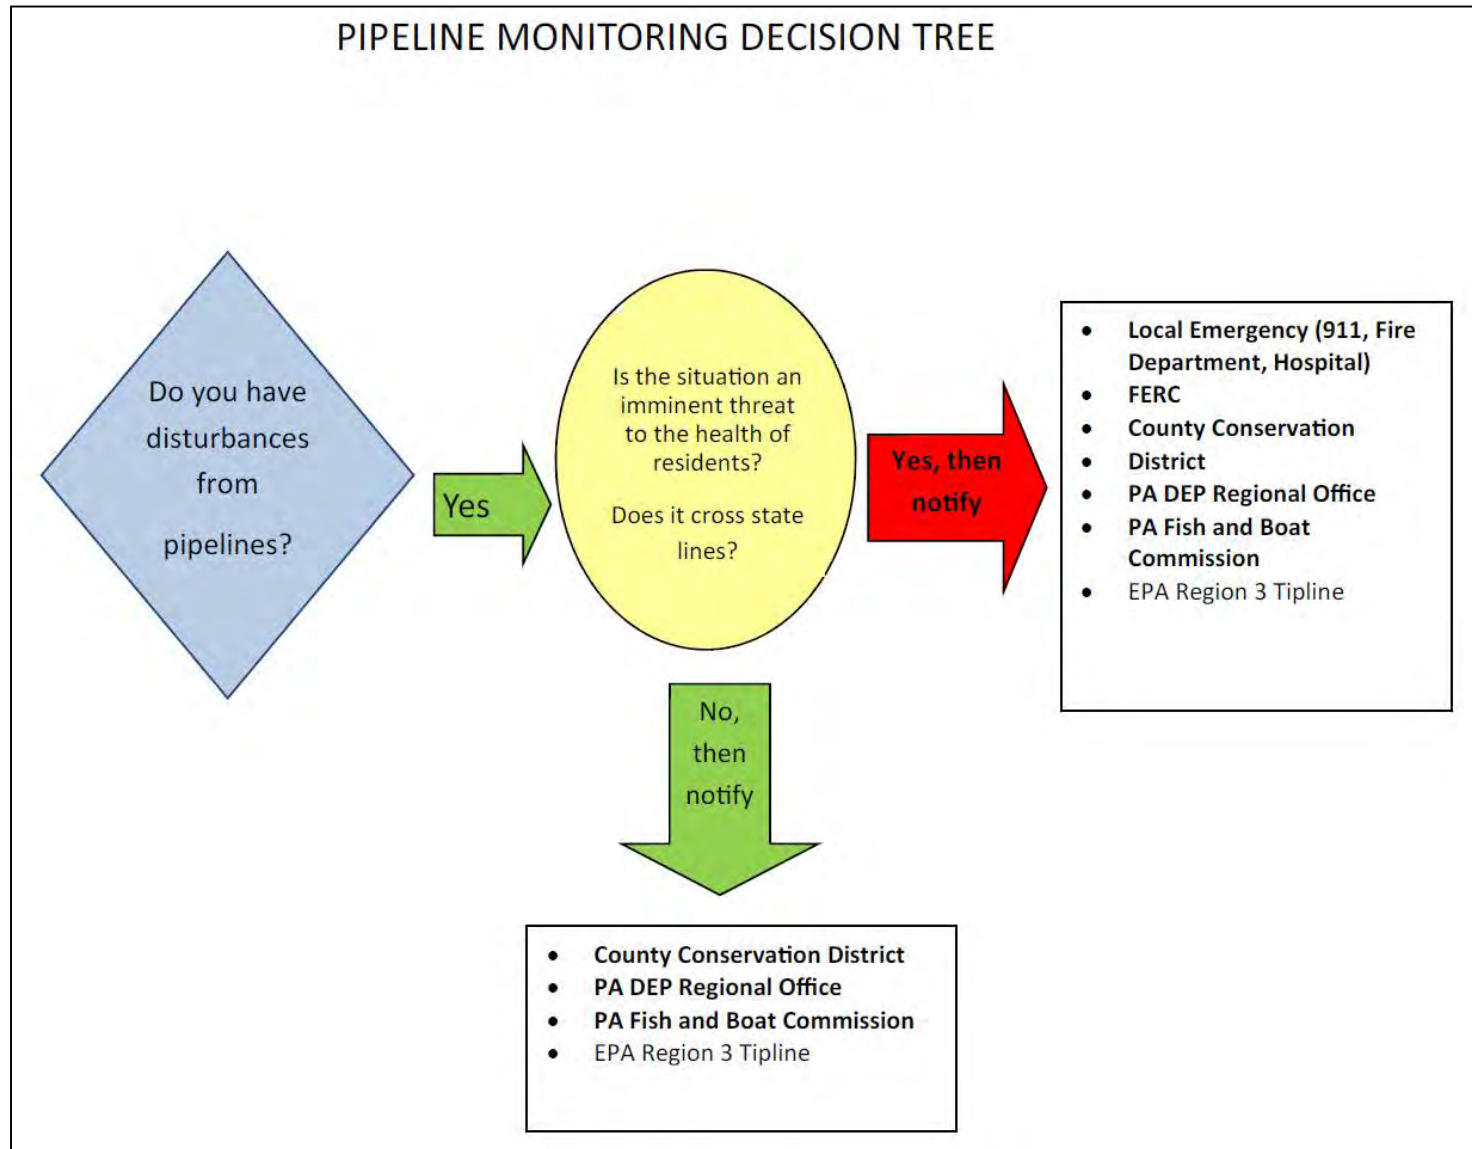 PIPELINE MONITORING DECISION TREE
Do you have
disturbances
from
pipelines?
Yes
Is the situation an
imminent threat
to the health of
residents?
Does it cross state
lines?
Yes, then
notify
• Local Emergency (911, Fire
Department, Hospital)
• FERC
• County Conservation
• District
• PA DEP Regional Office
• PA Fish and Boat
Commission
• EPA Region 3 Tipline
No,
then
notify
• County Conservation District
• PA DEP Regional Office
• PA Fish and Boat Commission
• EPA Region 3 Tipline